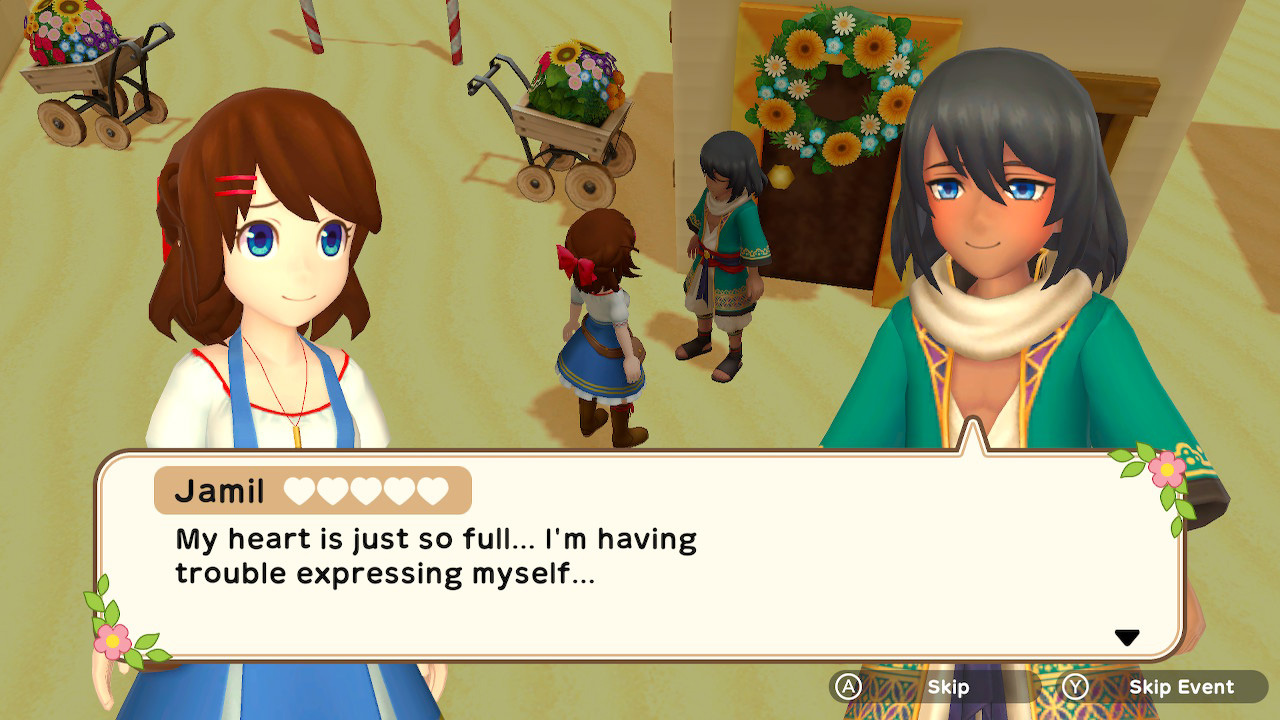 Jamil
My heart is just so full... I'm having
trouble expressing myself...
A Skip Y Skip Event